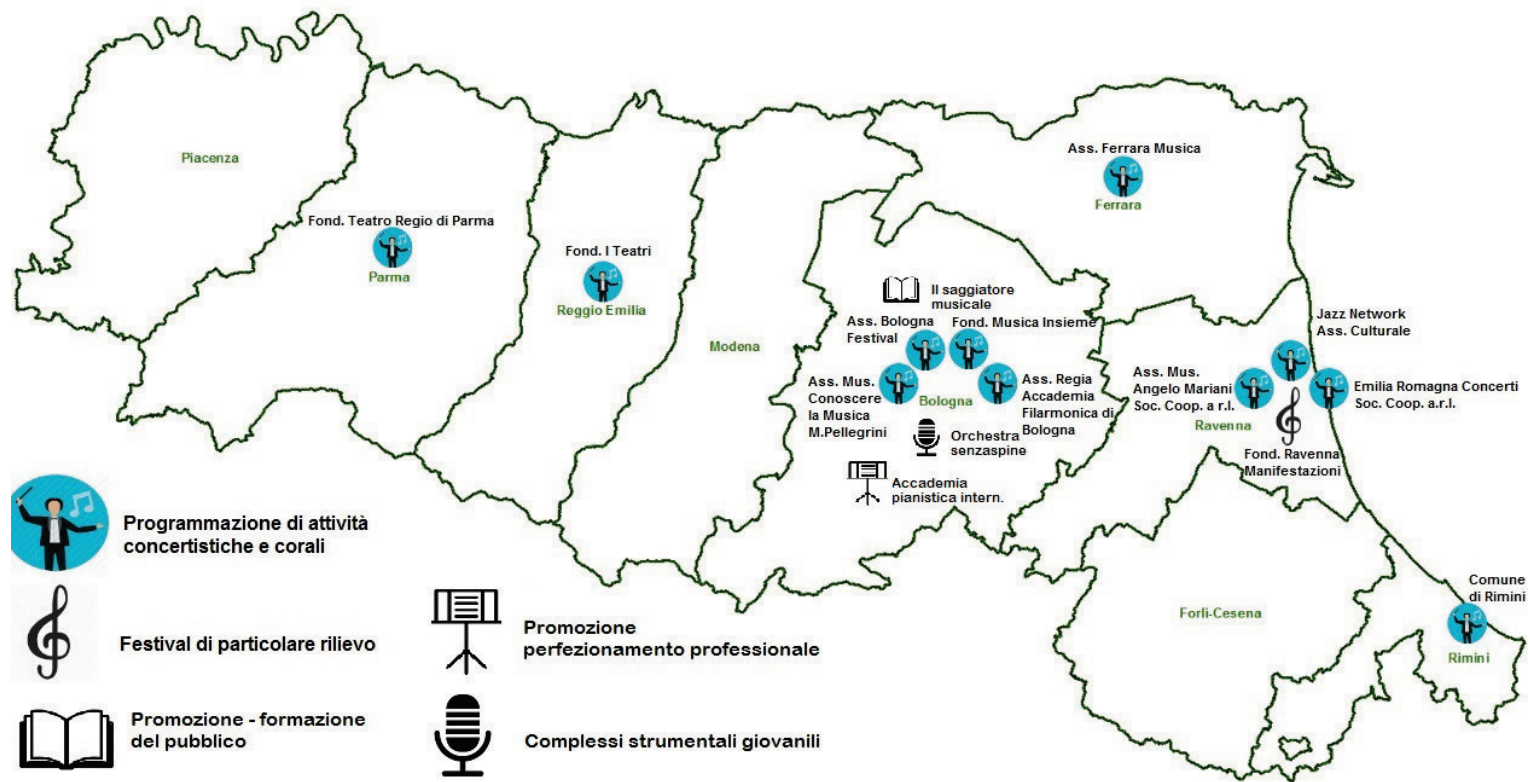 Piacenza
Fond. Teatro Regio di Parma
Parma
Fond. I Teatri
Reggio Emilia
Modena
Ass. Ferrara Musica
Ferrara
Il saggiatore
musicale
Ass. Bologna
Festival
Fond. Musica Insieme
Ass. Mus.
Conoscere
la Musica
M.Pellegrini
Bologna
Ass. Regia
Accademia
Filarmonica di
Bologna
Orchestra
senzaspine
Accademia
pianistica intern.
Jazz Network
Ass. Culturale
Ass. Mus.
Angelo Mariani
Soc. Coop. a r.l.
Ravenna
Emilia Romagna Concerti
Soc. Coop. a.r.l.
Fond. Ravenna
Manifestazioni
Forlì-Cesena
Comune
di Rimini
Rimini
Programmazione di attività
concertistiche e corali
Festival di particolare rilievo
Promozione - formazione
del pubblico
Promozione
perfezionamento professionale
Complessi strumentali giovanili